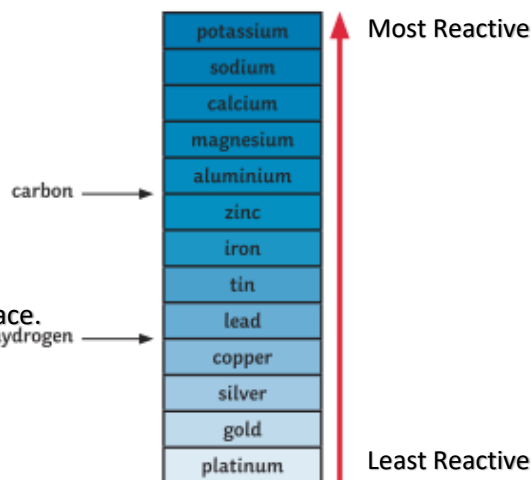 potassium
Most Reactive
sodium
calcium
magnesium
aluminium
carbon
zinc
iron
tin
ace.
lead
ydrogen
copper
silver
gold
platinum
Least Reactive